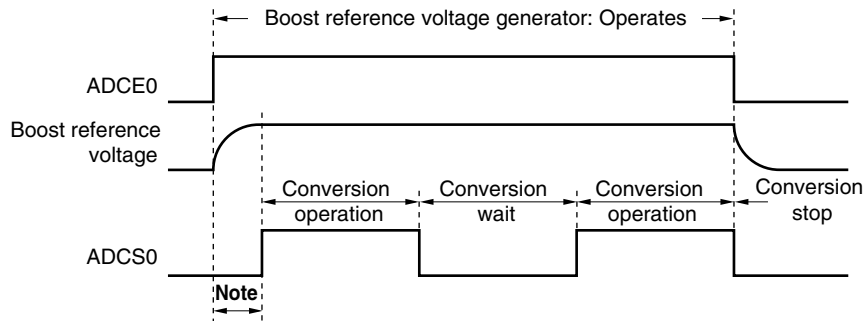 Boost reference voltage generator: Operates
ADCE0
Boost reference
voltage
Conversion
operation
Conversion
wait
Conversion
operation
Conversion
stop
ADCS0
Note